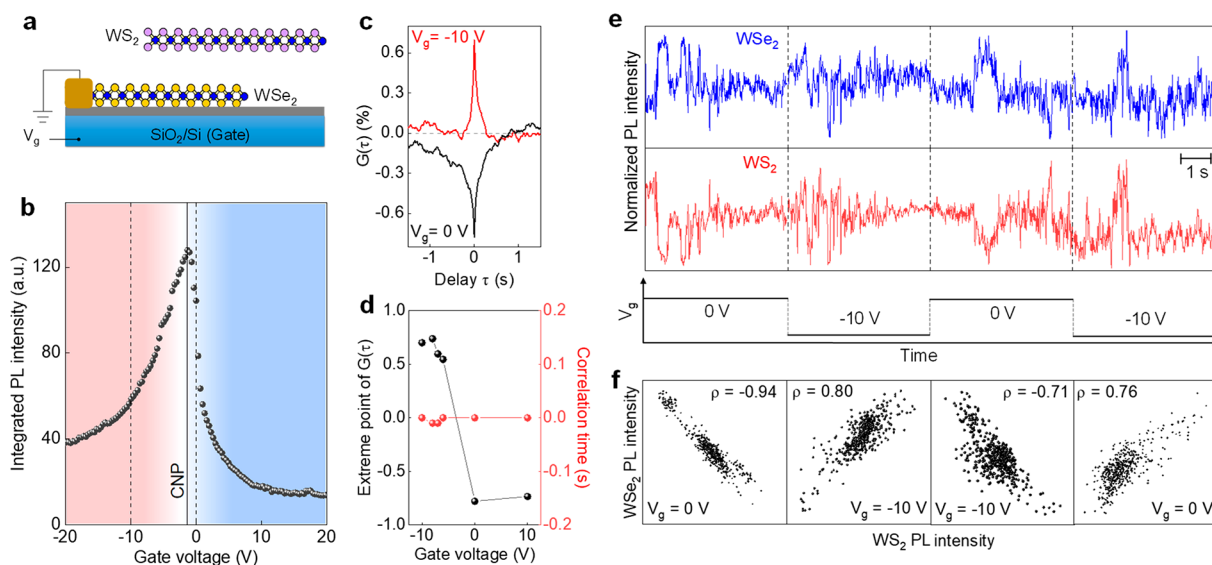 a
WS2
WSe2
Vg
SiO2/Si (Gate)
b
Integrated PL intensity (a.u.)
120
80
40
0
CNP
-20 -10 0 10 20
Gate voltage (V)
c
Vg= -10 V
0.6
0.3
0.0
-0.3
-0.6
G(τ) (%)
Vg= 0 V
-1 0 1
Delay τ (s)
d
Extreme point of G(τ)
1.0
0.5
0.0
-0.5
-1.0
0.2
0.1
0.0
-0.1
-0.2
Correlation time (s)
-10 -5 0 5 10
Gate voltage (V)
e
WSe2
WS2
Normalized PL intensity
1 s
Vg
0 V
-10 V
0 V
-10 V
Time
f
WSe2 PL intensity
ρ = -0.94
Vg = 0 V
ρ = 0.80
Vg = -10 V
ρ = -0.71
Vg = -10 V
ρ = 0.76
Vg = 0 V
WS2 PL intensity